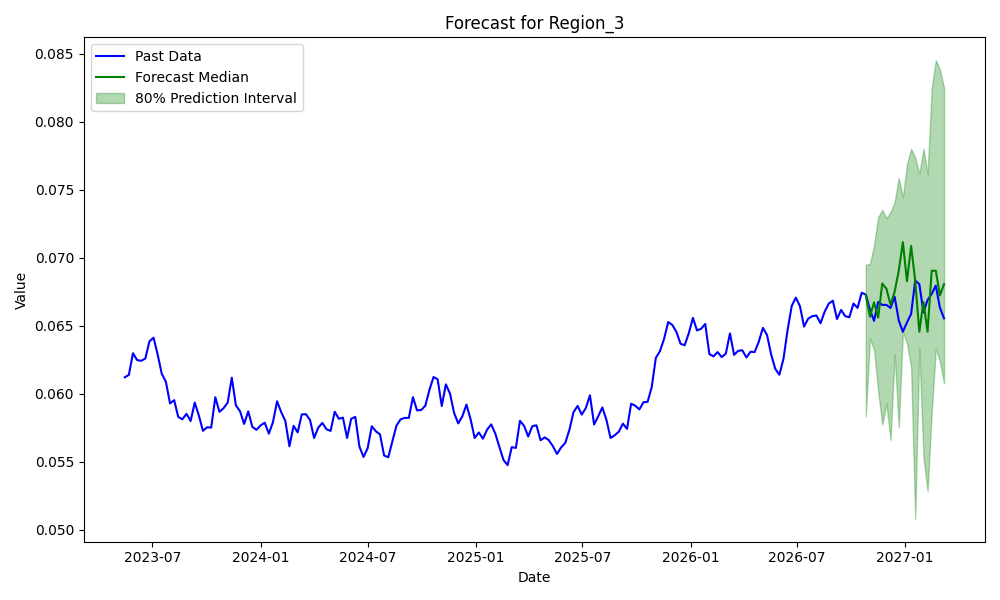 Forecast for Region_3
Past Data
Forecast Median
80% Prediction Interval
0.085
0.080
0.075
0.070
0.065
0.060
0.055
0.050
Value
2023-07
2024-01
2024-07
2025-01
2025-07
2026-01
2026-07
2027-01
Date